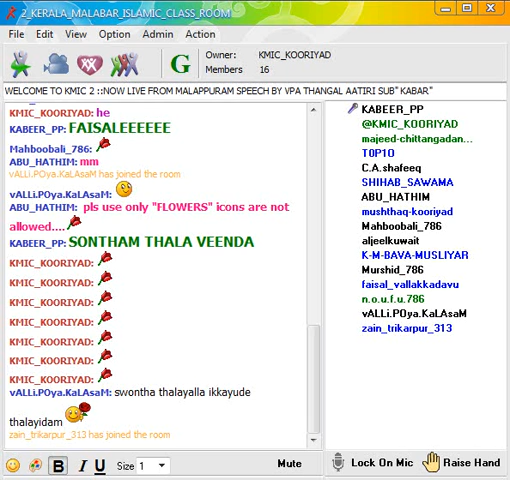 2_KERALA_MALABAR_ISLAMIC_CLASS_ROOM
File Edit View Option Admin Action
G Owner: KMIC_KOORIYAD
Members 16
WELCOME TO KMIC 2 ::NOW LIVE FROM MALAPPURAM SPEECH BY VPA THANGAL AATIRI SUB" KABAR"
KMIC_KOORIYAD: he
KABEER_PP: FAISALEEEEEE
Mahboobali_786:
ABU_HATHIM: mm
vALLi.POya.KaLAsaM has joined the room
vALLi.POya.KaLAsaM:
ABU_HATHIM: pls use only "FLOWERS" icons are not
allowed....
KABEER_PP: SONTHAM THALA VEENDA
KMIC_KOORIYAD:
KMIC_KOORIYAD:
KMIC_KOORIYAD:
KMIC_KOORIYAD:
KMIC_KOORIYAD:
KMIC_KOORIYAD:
KMIC_KOORIYAD:
vALLi.POya.KaLAsaM: swontha thalayalla ikkayude
thalayidam
zain_trikarpur_313 has joined the room
KABEER_PP
@KMIC_KOORIYAD
majeed-chittangadan...
T0P1O
C.A.shafeeq
SHIHAB_SAWAMA
ABU_HATHIM
mushthaq-kooriyad
Mahboobali_786
aljeelkuwait
K-M-BAVA-MUSLIYAR
Murshid_786
faisal_vallakkadavu
n.o.u.f.u.786
vALLi.POya.KaLAsaM
zain_trikarpur_313
B I U Size 1 Mute Lock On Mic Raise Hand